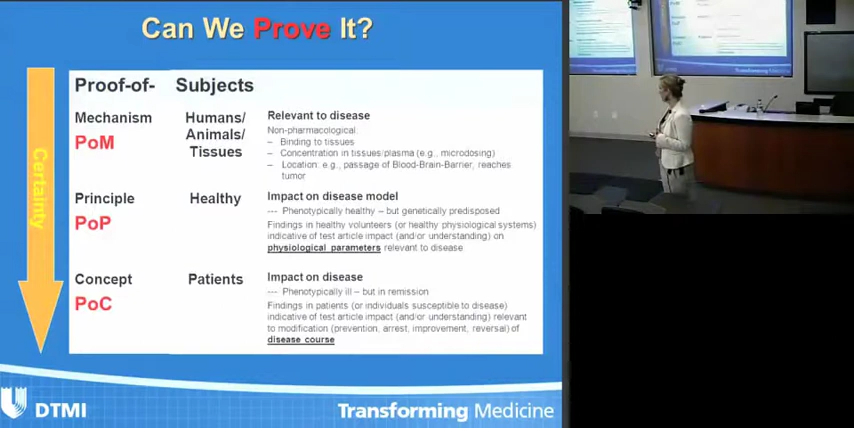 Can We Prove It?
Certainty
Proof-of- Subjects
Mechanism
PoM
Humans/
Animals/
Tissues
Relevant to disease
Non-pharmacological:
– Binding to tissues
– Concentration in tissues/plasma (e.g., microdosing)
– Location: e.g., passage of Blood-Brain-Barrier, reaches
tumor
Principle
PoP
Healthy
Impact on disease model
--- Phenotypically healthy – but genetically predisposed
Findings in healthy volunteers (or healthy physiological systems)
indicative of test article impact (and/or understanding) on
physiological parameters relevant to disease
Concept
PoC
Patients
Impact on disease
--- Phenotypically ill – but in remission
Findings in patients (or individuals susceptible to disease)
indicative of test article impact (and/or understanding) relevant
to modification (prevention, arrest, improvement, reversal) of
disease course
DTMI
Transforming Medicine
Transforming Medicine